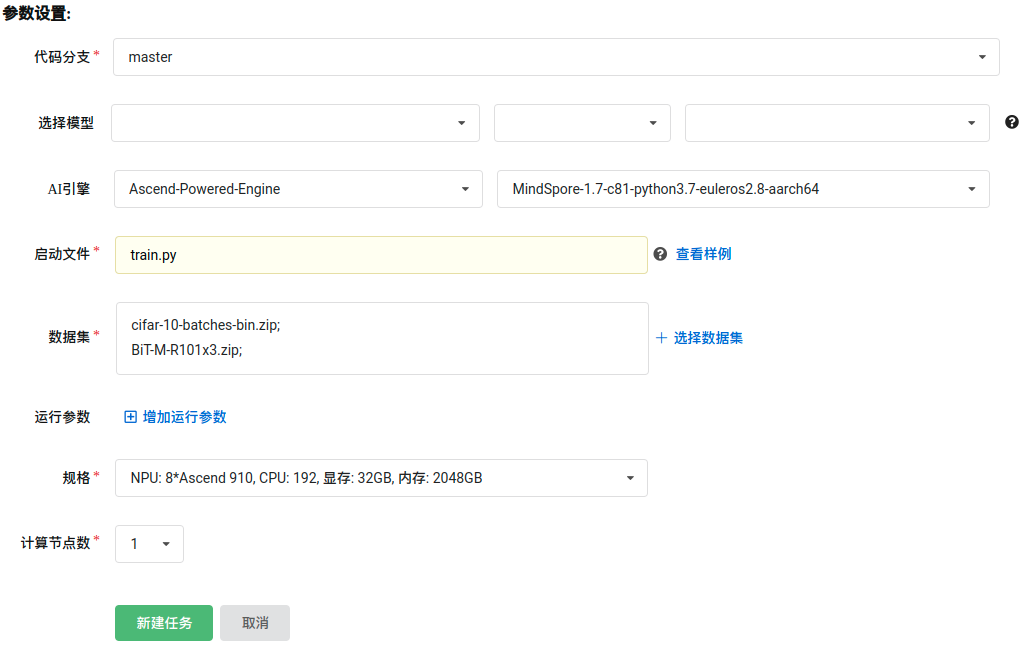 参数设置:
代码分支* master
选择模型
AI引擎 Ascend-Powered-Engine MindSpore-1.7-c81-python3.7-euleros2.8-aarch64
启动文件* train.py 查看样例
数据集* cifar-10-batches-bin.zip;
BiT-M-R101x3.zip;
+ 选择数据集
运行参数 增加运行参数
规格* NPU: 8*Ascend 910, CPU: 192, 显存: 32GB, 内存: 2048GB
计算节点数* 1
新建任务 取消